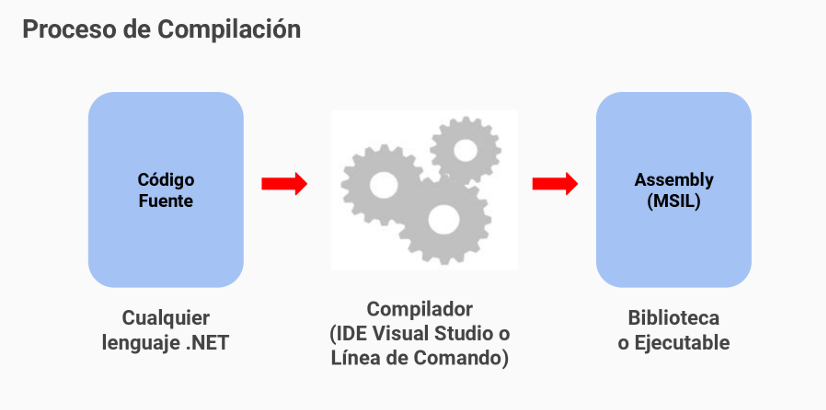 Proceso de Compilación
Código
Fuente
Assembly
(MSIL)
Cualquier
lenguaje .NET
Compilador
(IDE Visual Studio o
Línea de Comando)
Biblioteca
o Ejecutable